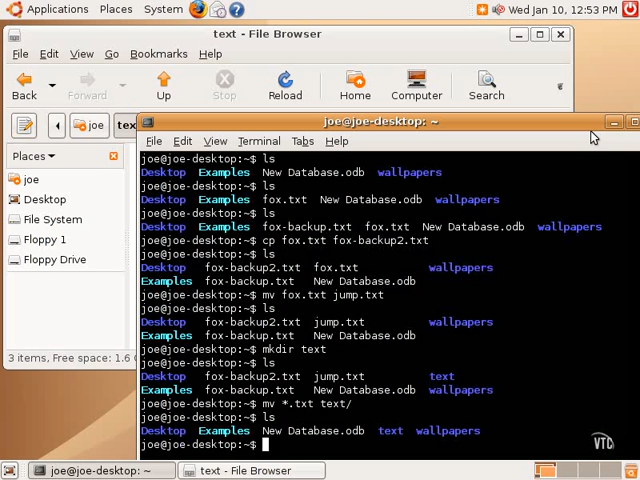 Applications Places System Wed Jan 10, 12:53 PM
text - File Browser
File Edit View Go Bookmarks Help
Back Forward Up Stop Reload Home Computer Search
joe@joe-desktop: ~
joe
File Edit View Terminal Tabs Help
Places
joe
Desktop
File System
Floppy 1
Floppy Drive
3 items, Free space: 1.6
joe@joe-desktop:~$ ls
Desktop Examples New Database.odb wallpapers
joe@joe-desktop:~$ ls
Desktop Examples fox.txt New Database.odb wallpapers
joe@joe-desktop:~$ ls
Desktop Examples fox-backup.txt fox.txt New Database.odb wallpapers
joe@joe-desktop:~$ cp fox.txt fox-backup2.txt
joe@joe-desktop:~$ ls
Desktop fox-backup2.txt fox.txt wallpapers
Examples fox-backup.txt New Database.odb
joe@joe-desktop:~$ mv fox.txt jump.txt
joe@joe-desktop:~$ ls
Desktop fox-backup2.txt jump.txt wallpapers
Examples fox-backup.txt New Database.odb
joe@joe-desktop:~$ mkdir text
joe@joe-desktop:~$ ls
Desktop fox-backup2.txt jump.txt text
Examples fox-backup.txt New Database.odb wallpapers
joe@joe-desktop:~$ mv *.txt text/
joe@joe-desktop:~$ ls
Desktop Examples New Database.odb text wallpapers
joe@joe-desktop:~$
VTC
joe@joe-desktop: ~ text - File Browser